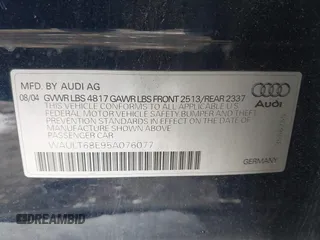 MFD. BY AUDI AG
08/04 GVWR LBS 4817 GAWR LBS FRONT 2513/REAR 2337
THIS VEHICLE CONFORMS TO ALL APPLICABLE
FEDERAL MOTOR VEHICLE SAFETY BUMPER AND THEFT
PREVENTION STANDARDS IN EFFECT ON THE DATE OF
MANUFACTURE SHOWN ABOVE
PASSENGER CAR
WAULT68E95A076077
Audi
GERMANY
DREAMBID